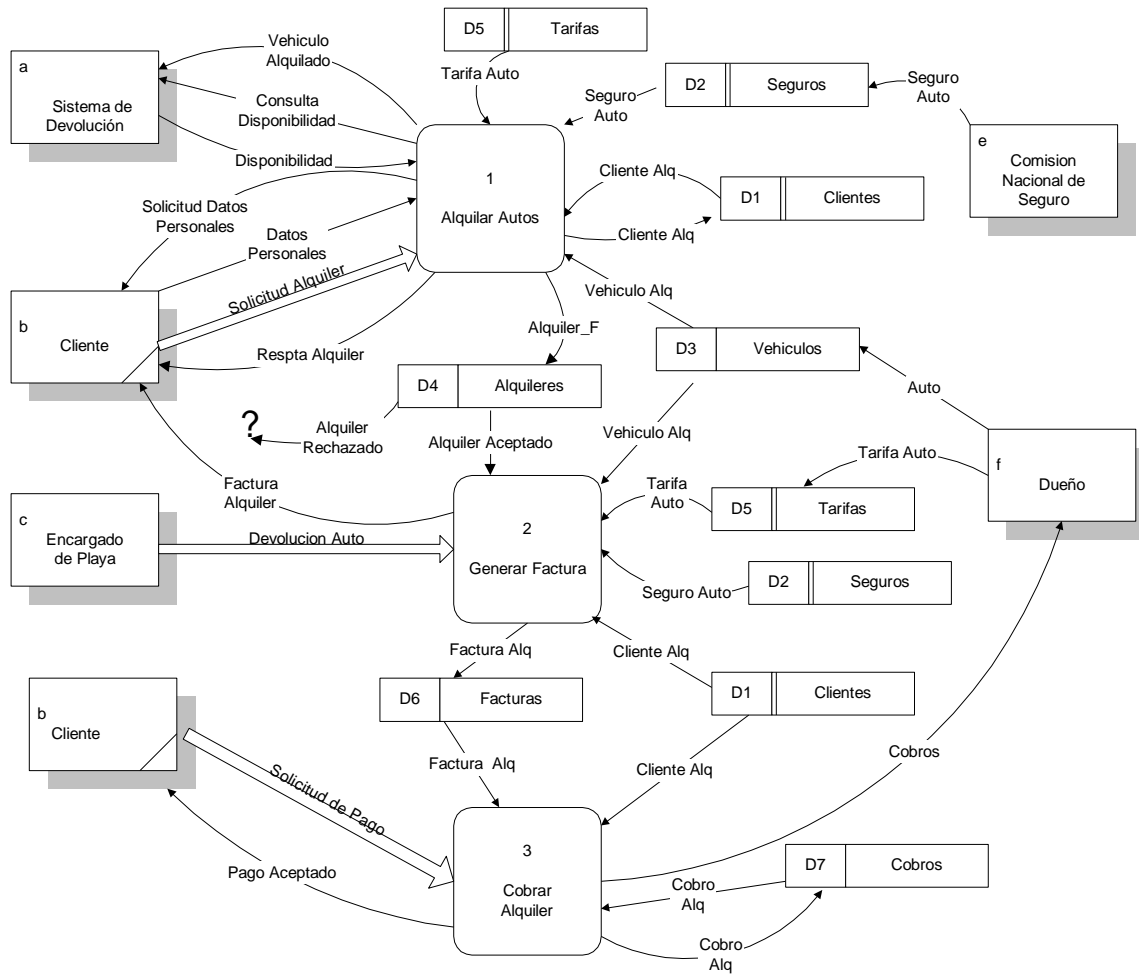 D5
Tarifas
Vehiculo
Alquilado
a
Sistema de
Devolución
Tarifa Auto
D2
Seguros
Seguro
Auto
Seguro
Auto
Consulta
Disponibilidad
e
Comision
Nacional de
Seguro
Disponibilidad
1
Alquilar Autos
Cliente Alq
D1
Clientes
Cliente Alq
Solicitud Datos
Personales
Datos
Personales
Solicitud Alquiler
Vehiculo Alq
b
Cliente
Respta Alquiler
Alquiler_F
D3
Vehiculos
D4
Alquileres
Auto
?
Alquiler
Rechazado
Alquiler Aceptado
Vehiculo Alq
Tarifa Auto
f
Dueño
Factura
Alquiler
c
Encargado
de Playa
Devolucion Auto
2
Generar Factura
Tarifa
Auto
D5
Tarifas
Seguro Auto
D2
Seguros
Factura Alq
Cliente Alq
D6
Facturas
D1
Clientes
b
Cliente
Solicitud de Pago
Factura Alq
Cliente Alq
Cobros
Pago Aceptado
3
Cobrar
Alquiler
D7
Cobros
Cobro
Alq
Cobro
Alq